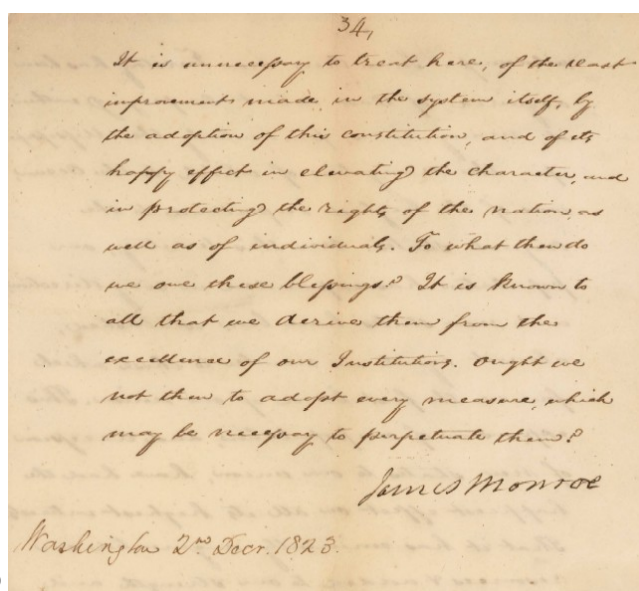 34,
It is unnecessary to treat here, of the vast
improvement made in the system itself, by
the adoption of this constitution, and of its
happy effect in elevating the character, and
in protecting the rights of the nation, as
well as of individuals. To what then do
we owe these blessings? It is known to
all that we derive them from the
excellence of our Institutions. Ought we
not then to adopt every measure, which
may be necessary to perpetuate them?
James Monroe
Washington 2nd Decr. 1823.